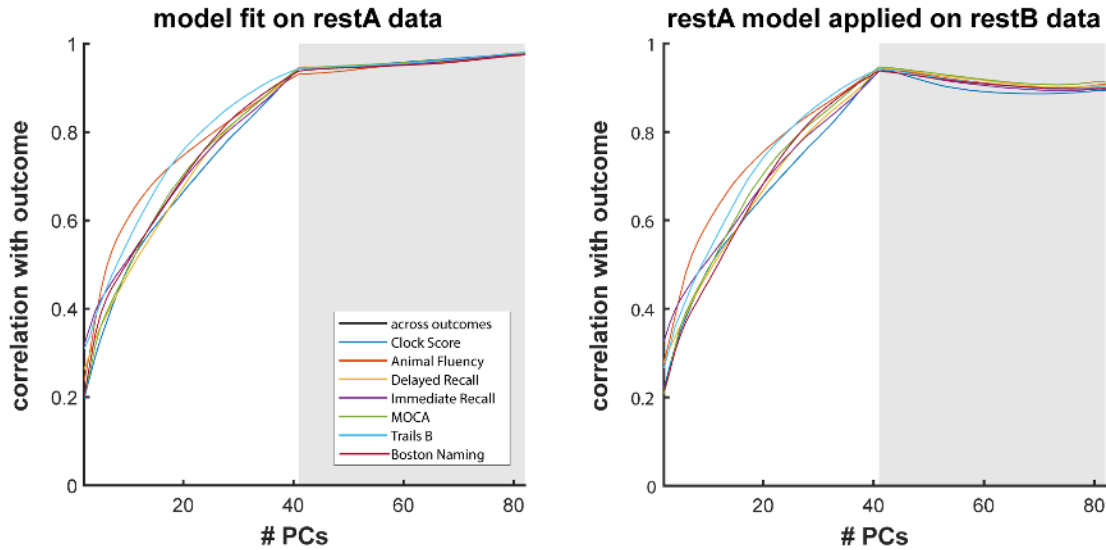 model fit on restA data
correlation with outcome
1
0.8
0.6
0.4
0.2
0
20
40
60
80
# PCs
across outcomes
Clock Score
Animal Fluency
Delayed Recall
Immediate Recall
MOCA
Trails B
Boston Naming
restA model applied on restB data
correlation with outcome
1
0.8
0.6
0.4
0.2
0
20
40
60
80
# PCs